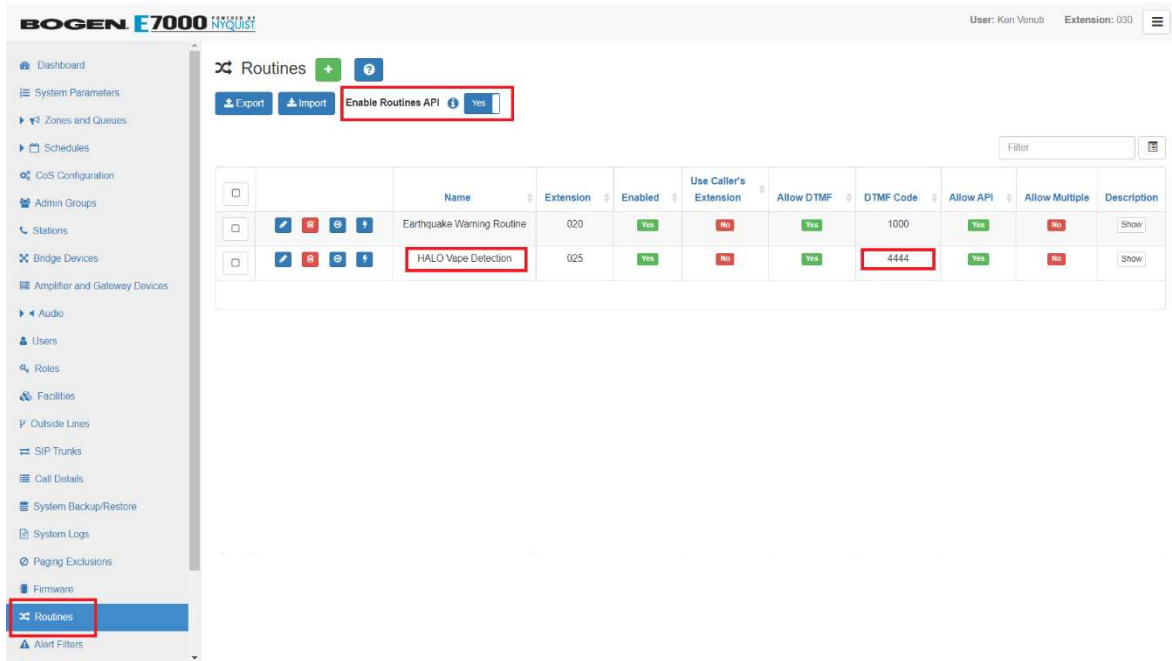 BOGEN. E7000 POWERED BY NYQUIST
User: Ken Venuti Extension: 030
Dashboard
System Parameters
Zones and Queues
Schedules
CoS Configuration
Admin Groups
Stations
Bridge Devices
Amplifier and Gateway Devices
Audio
Users
Roles
Facilities
Outside Lines
SIP Trunks
Call Details
System Backup/Restore
System Logs
Paging Exclusions
Firmware
Routines
Alert Filters
Routines
Export Import Enable Routines API Yes
Filter
Name Extension Enabled Use Caller's Extension Allow DTMF DTMF Code Allow API Allow Multiple Description
Earthquake Warning Routine 020 Yes No Yes 1000 Yes No Show
HALO Vape Detection 025 Yes No Yes 4444 Yes No Show